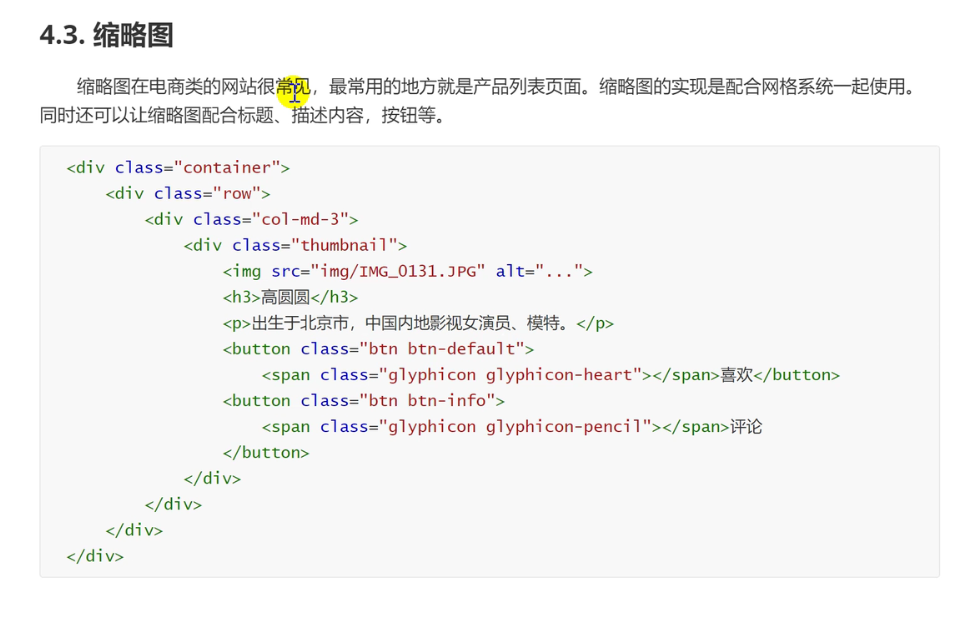 4.3. 缩略图
缩略图在电商类的网站很常见，最常用的地方就是产品列表页面。缩略图的实现是配合网格系统一起使用。
同时还可以让缩略图配合标题、描述内容，按钮等。
<div class="container">
<div class="row">
<div class="col-md-3">
<div class="thumbnail">
<img src="img/IMG_0131.JPG" alt="...">
<h3>高圆圆</h3>
<p>出生于北京市，中国内地影视女演员、模特。</p>
<button class="btn btn-default">
<span class="glyphicon glyphicon-heart"></span>喜欢</button>
<button class="btn btn-info">
<span class="glyphicon glyphicon-pencil"></span>评论
</button>
</div>
</div>
</div>
</div>